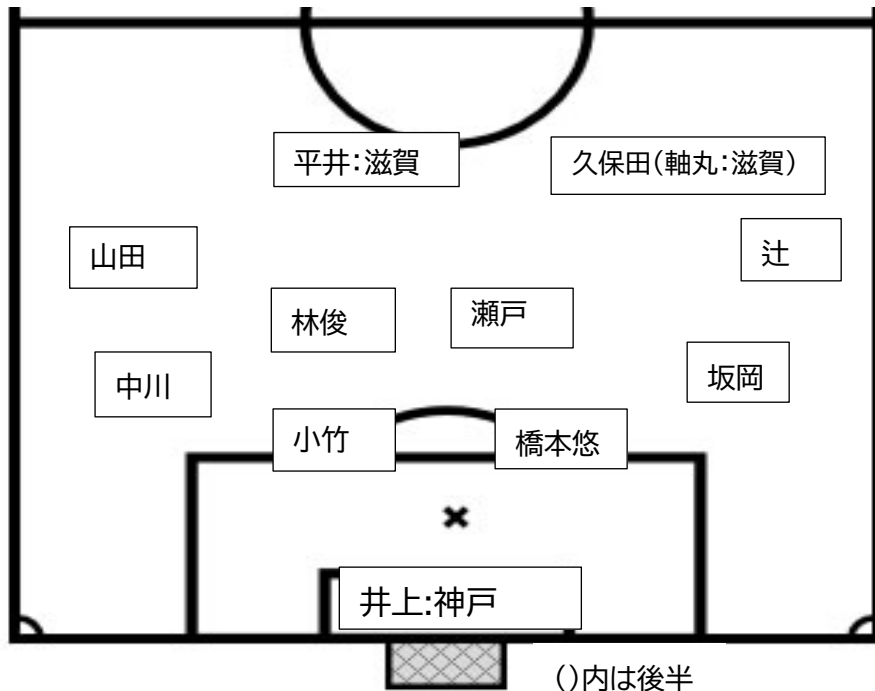 平井：滋賀
久保田（軸丸：滋賀）
山田
辻
林俊
瀬戸
中川
坂岡
小竹
橋本悠
井上:神戸
()内は後半